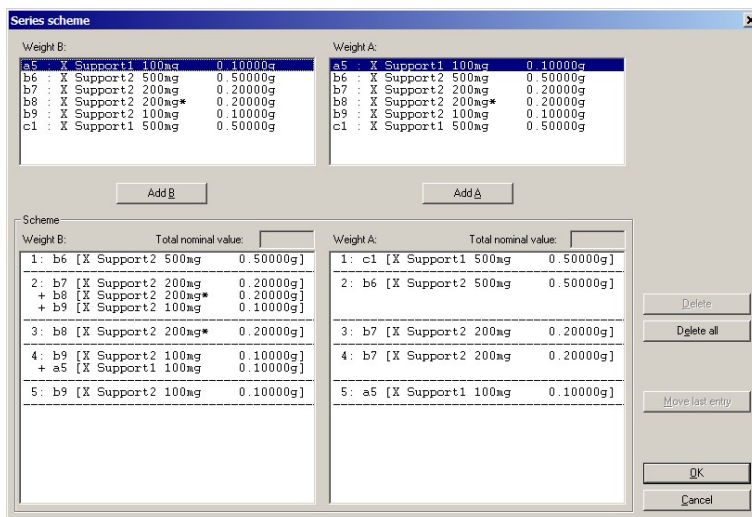 Series scheme
Weight B:
a5 : X Support1 100mg 0.10000g
b6 : X Support2 500mg 0.50000g
b7 : X Support2 200mg 0.20000g
b8 : X Support2 200mg* 0.20000g
b9 : X Support2 100mg 0.10000g
c1 : X Support1 500mg 0.50000g
Weight A:
a5 : X Support1 100mg 0.10000g
b6 : X Support2 500mg 0.50000g
b7 : X Support2 200mg 0.20000g
b8 : X Support2 200mg* 0.20000g
b9 : X Support2 100mg 0.10000g
c1 : X Support1 500mg 0.50000g
Add B
Add A
Scheme
Weight B: Total nominal value:
1: b6 [X Support2 500mg 0.50000g]
2: b7 [X Support2 200mg 0.20000g]
+ b8 [X Support2 200mg* 0.20000g]
+ b9 [X Support2 100mg 0.10000g]
3: b8 [X Support2 200mg* 0.20000g]
4: b9 [X Support2 100mg 0.10000g]
+ a5 [X Support1 100mg 0.10000g]
5: b9 [X Support2 100mg 0.10000g]
Weight A: Total nominal value:
1: c1 [X Support1 500mg 0.50000g]
2: b6 [X Support2 500mg 0.50000g]
3: b7 [X Support2 200mg 0.20000g]
4: b7 [X Support2 200mg 0.20000g]
5: a5 [X Support1 100mg 0.10000g]
Delete
Delete all
Move last entry
OK
Cancel